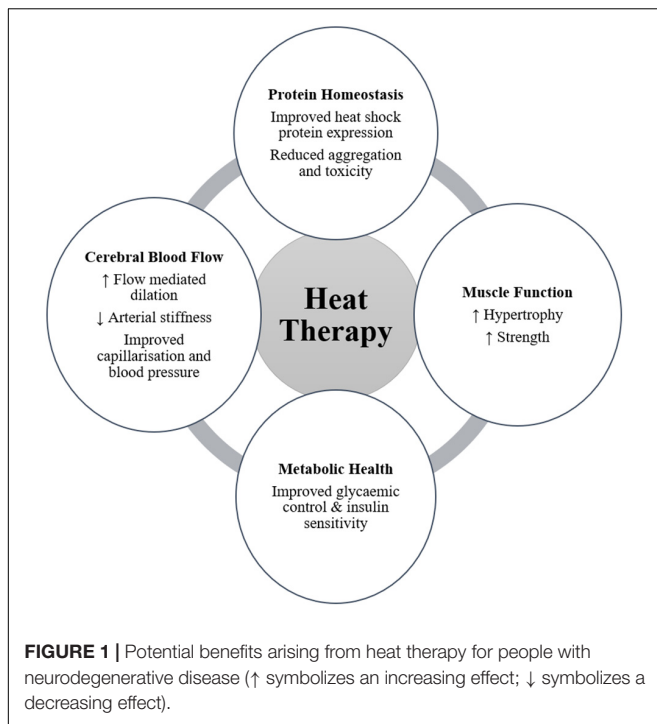 Protein Homeostasis
Improved heat shock
protein expression
Reduced aggregation
and toxicity
Cerebral Blood Flow
↑ Flow mediated
dilation
↓ Arterial stiffness
Improved
capillarisation and
blood pressure
Heat
Therapy
Muscle Function
↑ Hypertrophy
↑ Strength
Metabolic Health
Improved glycaemic
control & insulin
sensitivity
FIGURE 1 | Potential benefits arising from heat therapy for people with
neurodegenerative disease (↑ symbolizes an increasing effect; ↓ symbolizes a
decreasing effect).